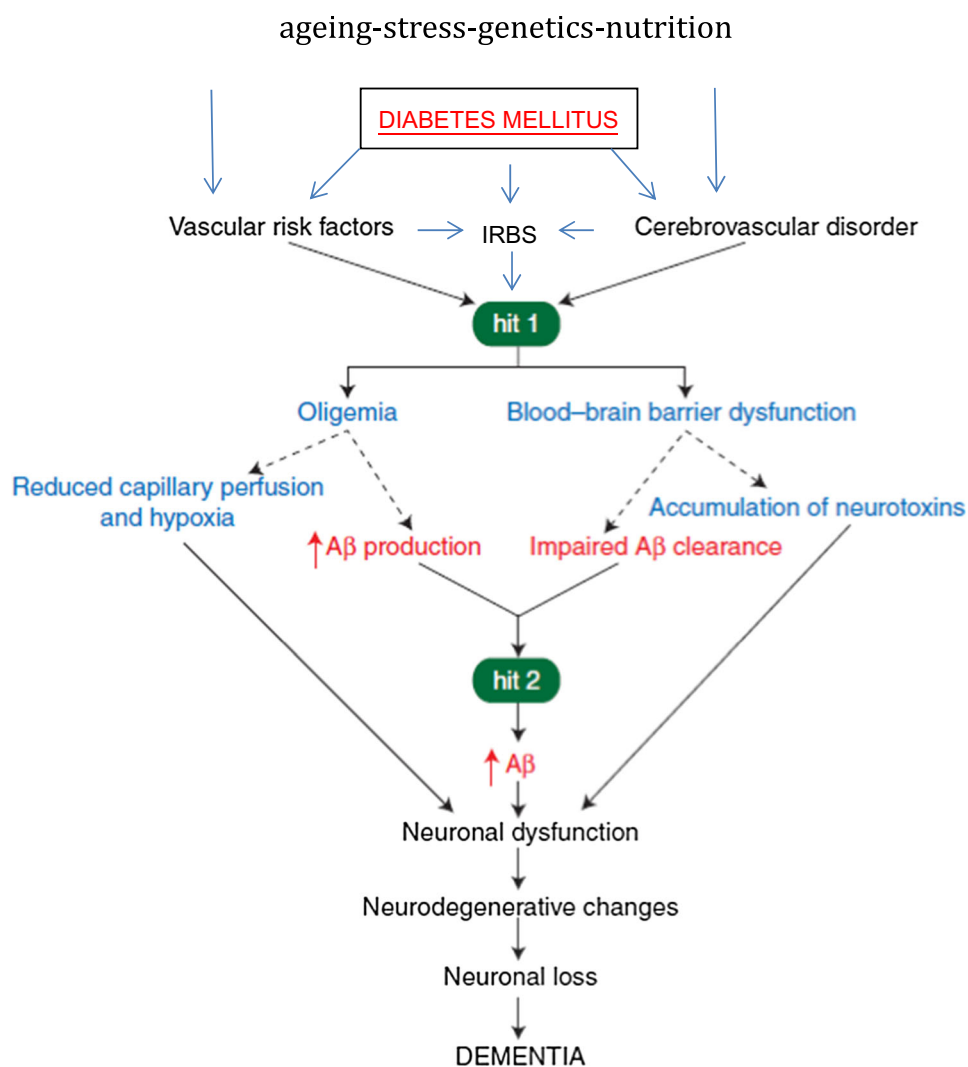 ageing-stress-genetics-nutrition
DIABETES MELLITUS
Vascular risk factors
IRBS
Cerebrovascular disorder
hit 1
Oligemia
Blood–brain barrier dysfunction
Reduced capillary perfusion
and hypoxia
Accumulation of neurotoxins
↑Aβ production
Impaired Aβ clearance
hit 2
↑ Aβ
Neuronal dysfunction
Neurodegenerative changes
Neuronal loss
DEMENTIA